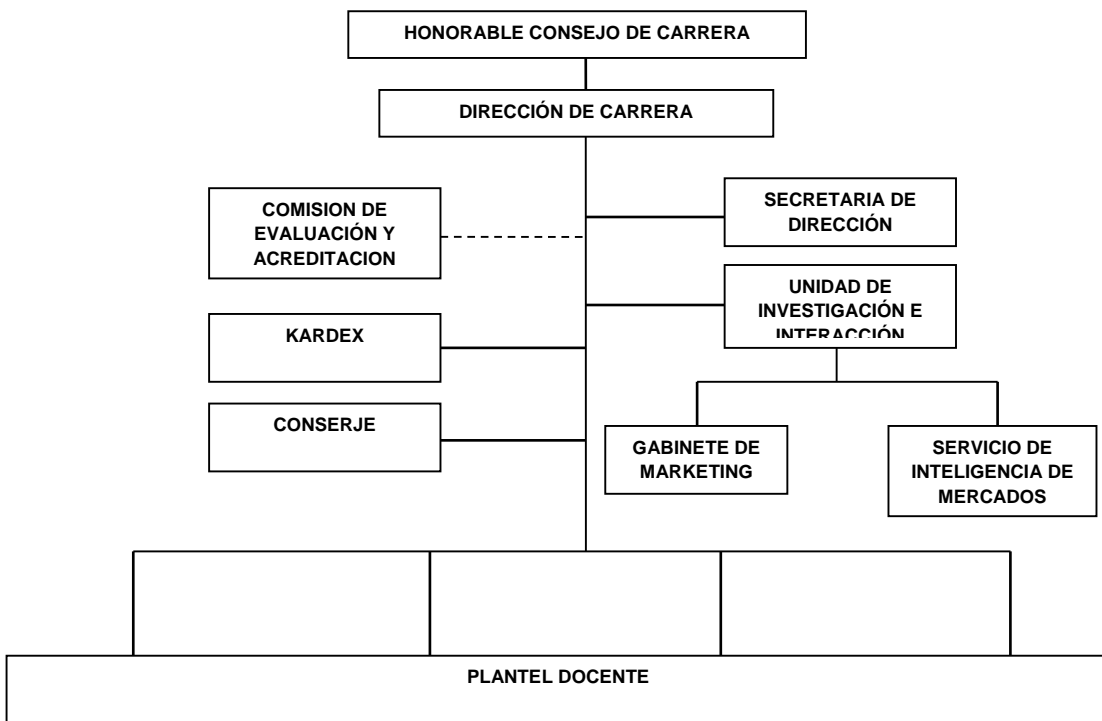 HONORABLE CONSEJO DE CARRERA
DIRECCIÓN DE CARRERA
COMISION DE
EVALUACIÓN Y
ACREDITACION
SECRETARIA DE
DIRECCIÓN
UNIDAD DE
INVESTIGACIÓN E
INTERACCIÓN
KARDEX
CONSERJE
GABINETE DE
MARKETING
SERVICIO DE
INTELIGENCIA DE
MERCADOS
PLANTEL DOCENTE